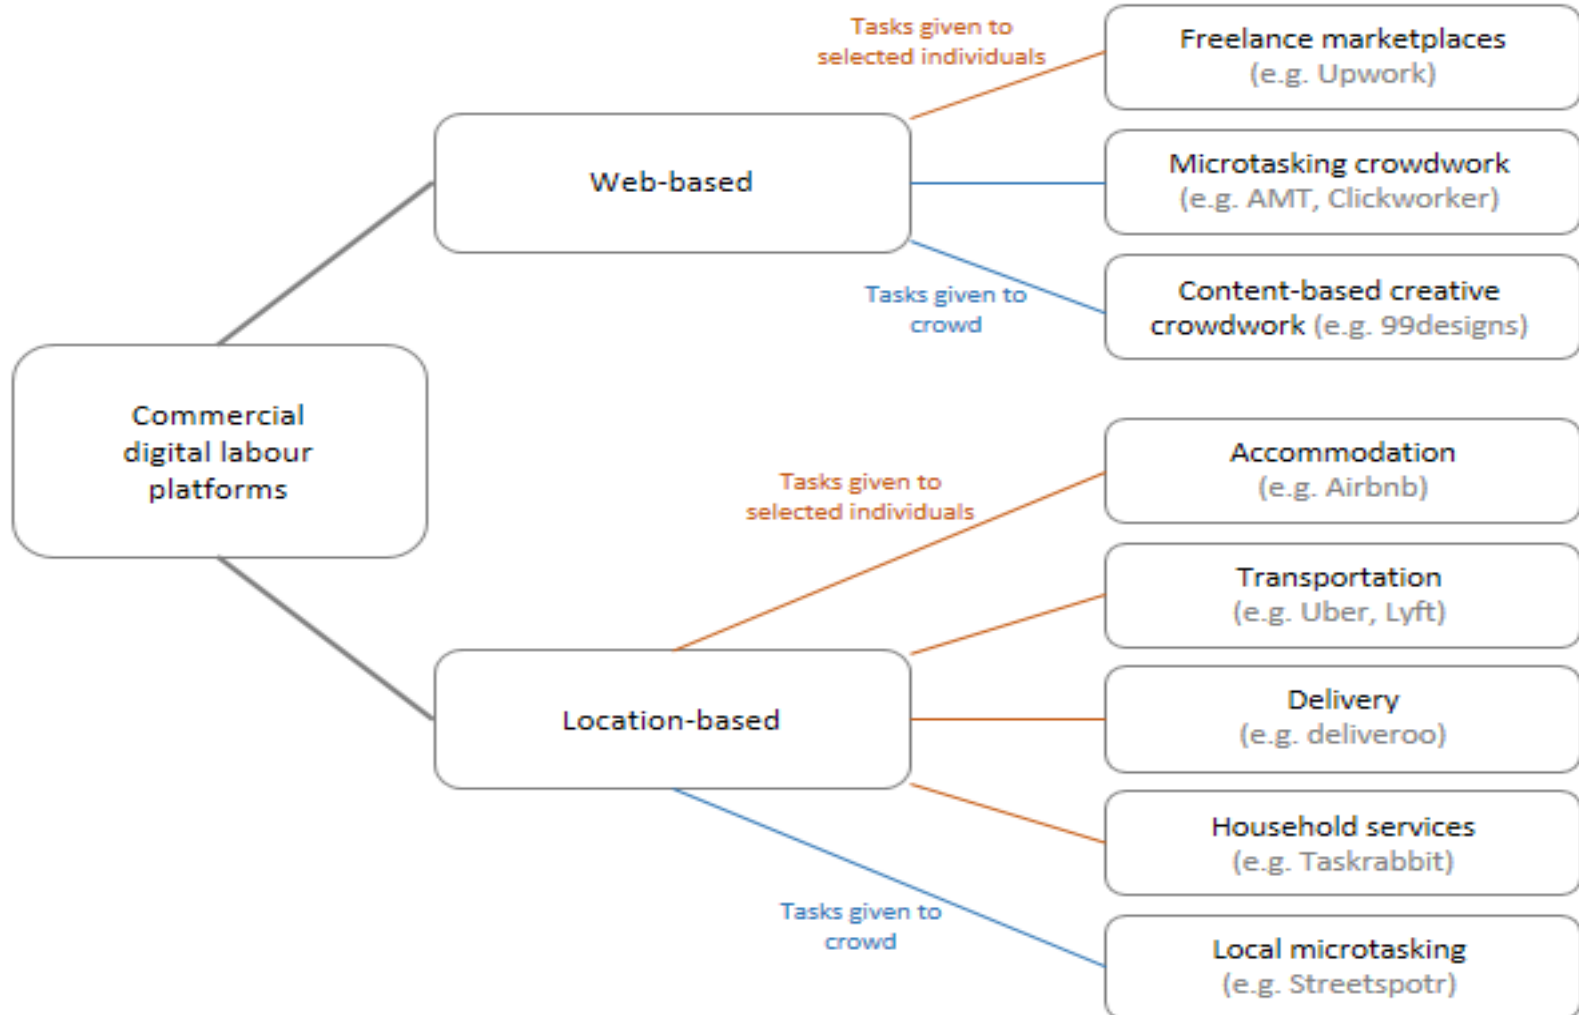 Tasks given to
selected individuals
Freelance marketplaces
(e.g. Upwork)
Web-based
Microtasking crowdwork
(e.g. AMT, Clickworker)
Tasks given to
crowd
Content-based creative
crowdwork (e.g. 99designs)
Commercial
digital labour
platforms
Tasks given to
selected individuals
Accommodation
(e.g. Airbnb)
Transportation
(e.g. Uber, Lyft)
Location-based
Delivery
(e.g. deliveroo)
Household services
(e.g. Taskrabbit)
Tasks given to
crowd
Local microtasking
(e.g. Streetspotr)